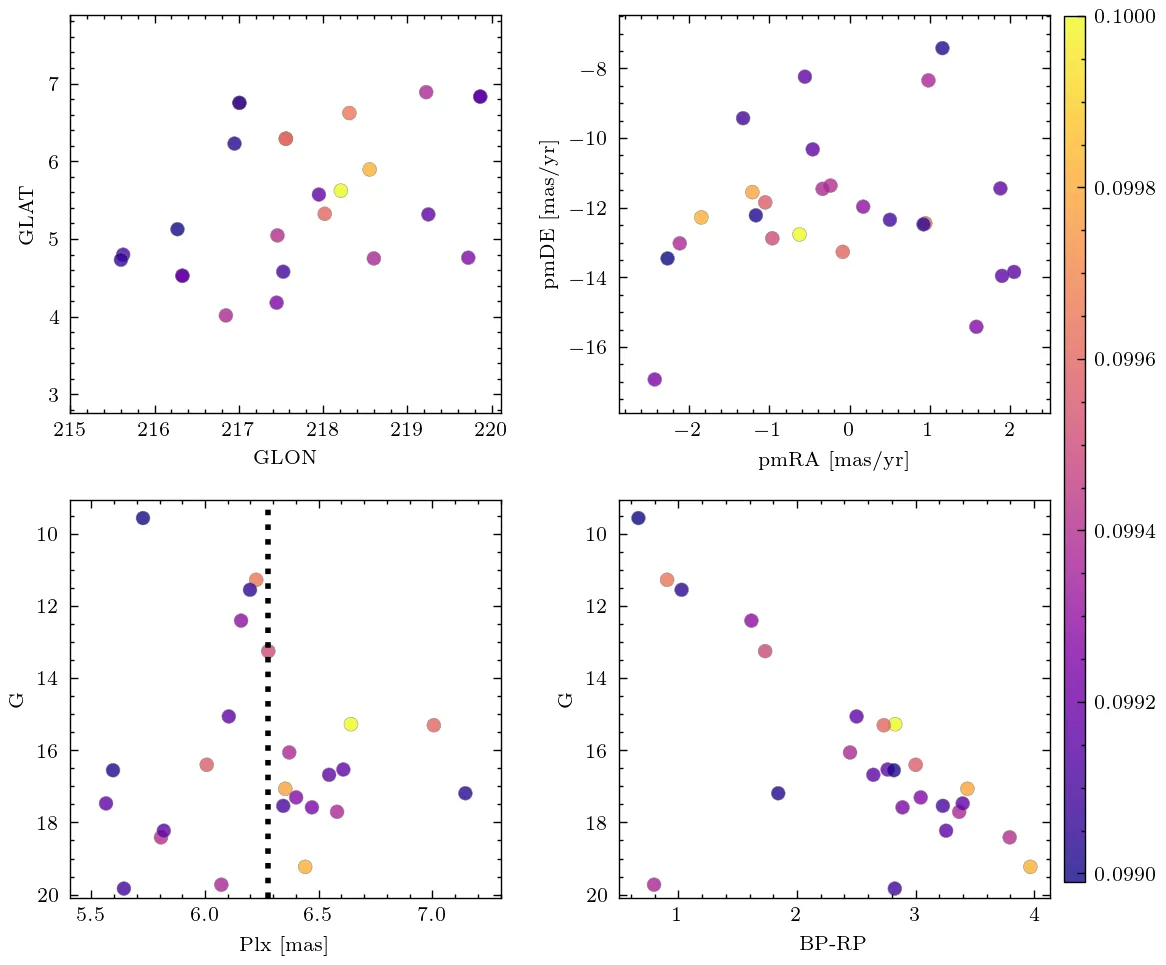 7
6
5
4
3
GLAT
215 216 217 218 219 220
GLON
−8
−10
−12
−14
−16
pmDE [mas/yr]
−2 −1 0 1 2
pmRA [mas/yr]
0.1000
0.0998
0.0996
0.0994
0.0992
0.0990
10
12
14
16
18
20
G
5.5 6.0 6.5 7.0
Plx [mas]
10
12
14
16
18
20
G
1 2 3 4
BP-RP